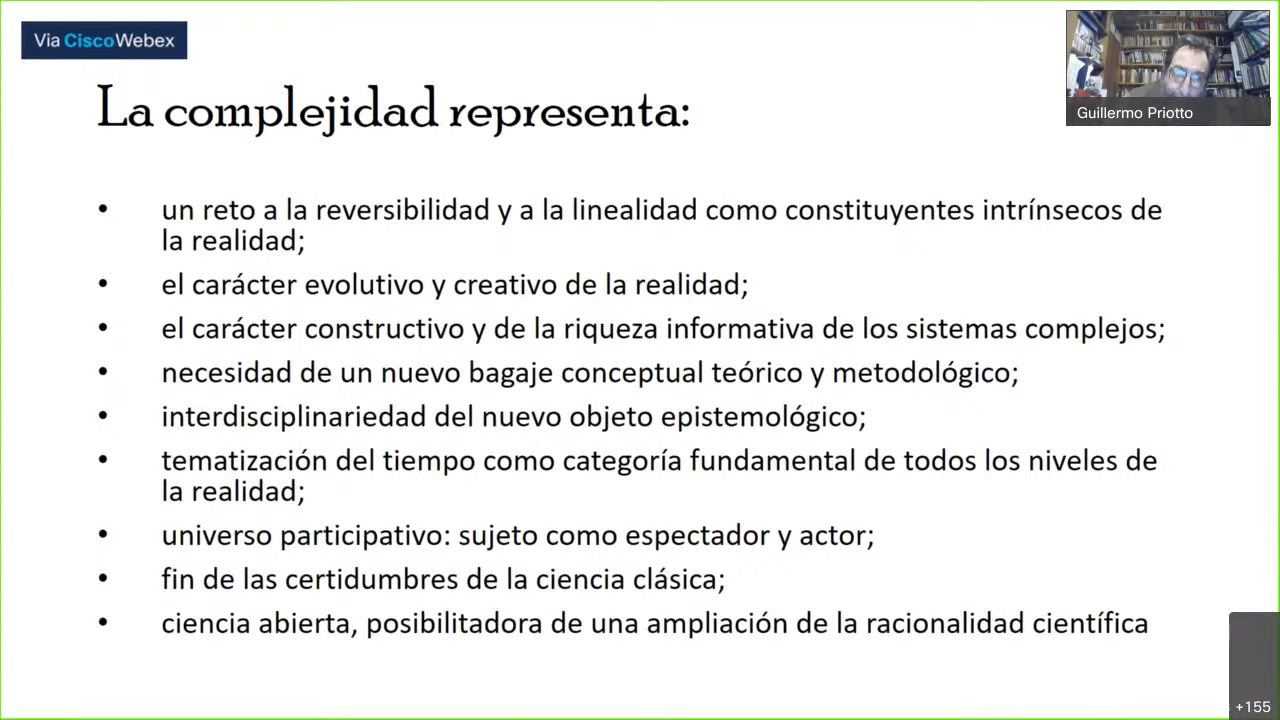 Vía Cisco Webex
Guillermo Priotto
La complejidad representa:
• un reto a la reversibilidad y a la linealidad como constituyentes intrínsecos de
la realidad;
• el carácter evolutivo y creativo de la realidad;
• el carácter constructivo y de la riqueza informativa de los sistemas complejos;
• necesidad de un nuevo bagaje conceptual teórico y metodológico;
• interdisciplinariedad del nuevo objeto epistemológico;
• tematización del tiempo como categoría fundamental de todos los niveles de
la realidad;
• universo participativo: sujeto como espectador y actor;
• fin de las certidumbres de la ciencia clásica;
• ciencia abierta, posibilitadora de una ampliación de la racionalidad científica
+155